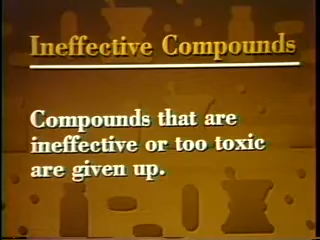 Ineffective Compounds
Compounds that are
ineffective or too toxic
are given up.